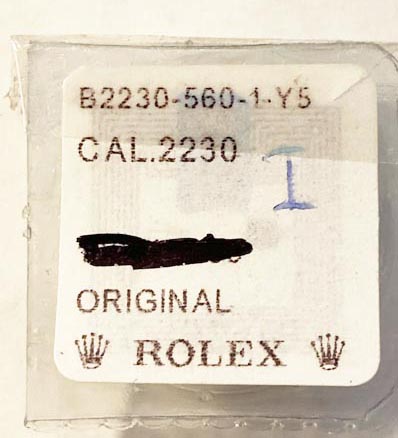 B2230-560-1-Y5
CAL.2230
I
ORIGINAL
ROLEX